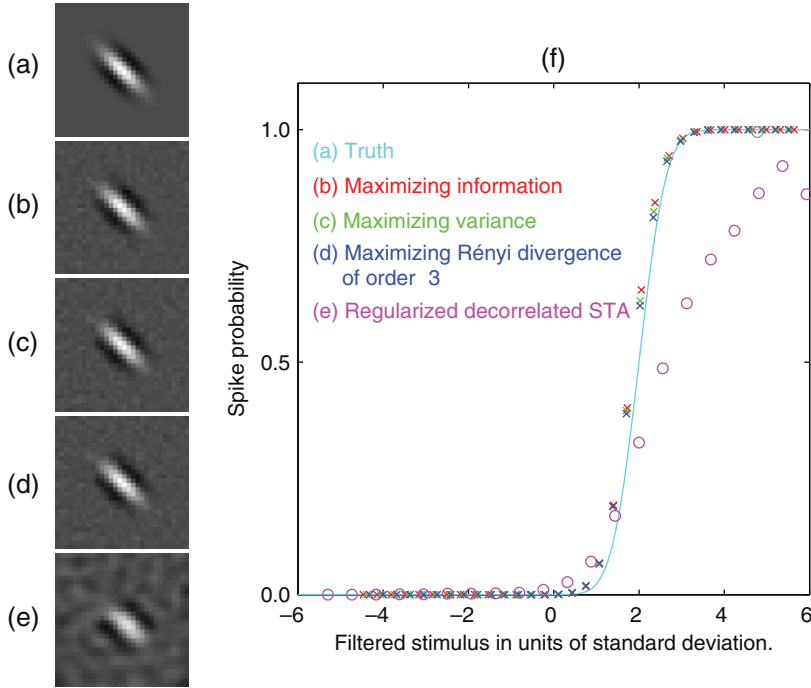 (a)
(b)
(c)
(d)
(e)
(f)
Spike probability
1.0
0.5
0.0
(a) Truth
(b) Maximizing information
(c) Maximizing variance
(d) Maximizing Rényi divergence
of order 3
(e) Regularized decorrelated STA
−6 −4 −2 0 2 4 6
Filtered stimulus in units of standard deviation.